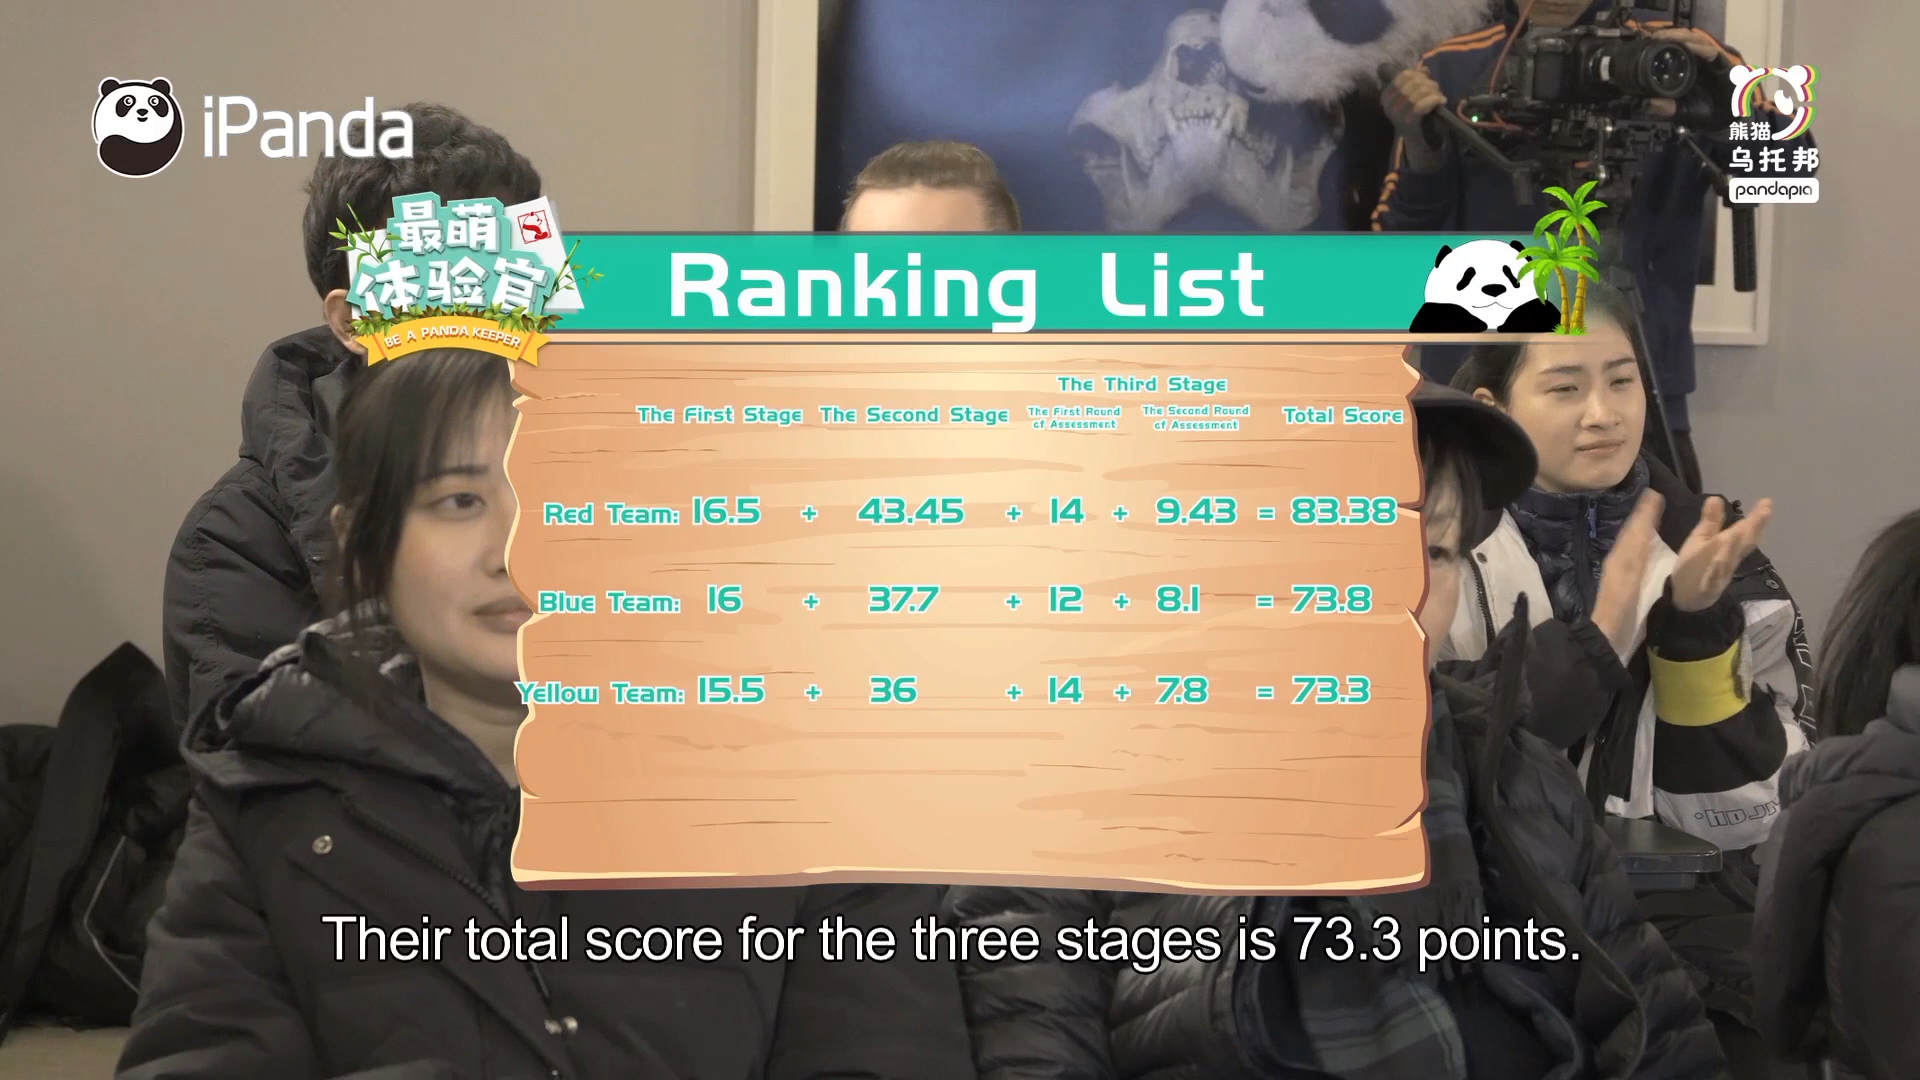 iPanda
熊猫
乌托邦
pandapia
最萌
体验官
BE A PANDA KEEPER
Ranking List
The Third Stage
The First Stage The Second Stage The First Round of Assessment The Second Round of Assessment Total Score
Red Team: 16.5 + 43.45 + 14 + 9.43 = 83.38
Blue Team: 16 + 37.7 + 12 + 8.1 = 73.8
Yellow Team: 15.5 + 36 + 14 + 7.8 = 73.3
Their total score for the three stages is 73.3 points.